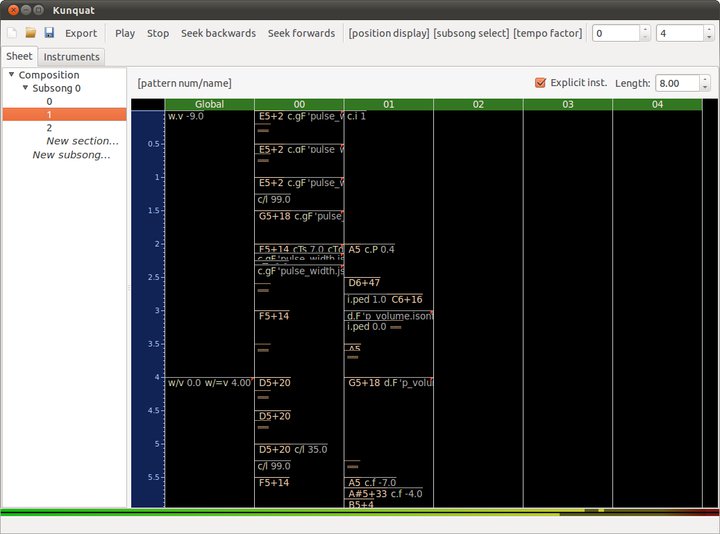 Kunquat
Export Play Stop Seek backwards Seek forwards [position display] [subsong select] [tempo factor] 0 4
Sheet Instruments
Composition
Subsong 0
0
1
2
New section...
New subsong...
[pattern num/name] Explicit inst. Length: 8.00
Global 00 01 02 03 04
w.v -9.0 E5+2 c.gF 'pulse_w c.i 1
0.5 E5+2 c.gF 'pulse_w
1 E5+2 c.gF 'pulse_w
c/l 99.0
1.5 G5+18 c.gF 'pulse_
2 F5+14 cTs 7.0 cTd A5 c.P 0.4
c.gF 'pulse_width.js
c.gF 'pulse_width.js
2.5 D6+47
i.ped 1.0 C6+16
3 F5+14 d.F 'p_volume.json
i.ped 0.0
3.5 A5
4 w/v 0.0 w/=v 4.00 D5+20 G5+18 d.F 'p_volu
4.5 D5+20
5 D5+20 c/l 35.0
c/l 99.0
5.5 F5+14 A5 c.f -7.0
A#5+33 c.f -4.0
B5+4